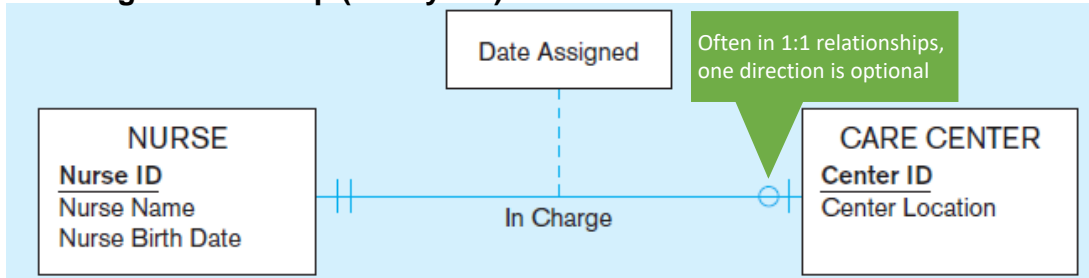 Date Assigned
Often in 1:1 relationships,
one direction is optional
NURSE
Nurse ID
Nurse Name
Nurse Birth Date
In Charge
CARE CENTER
Center ID
Center Location